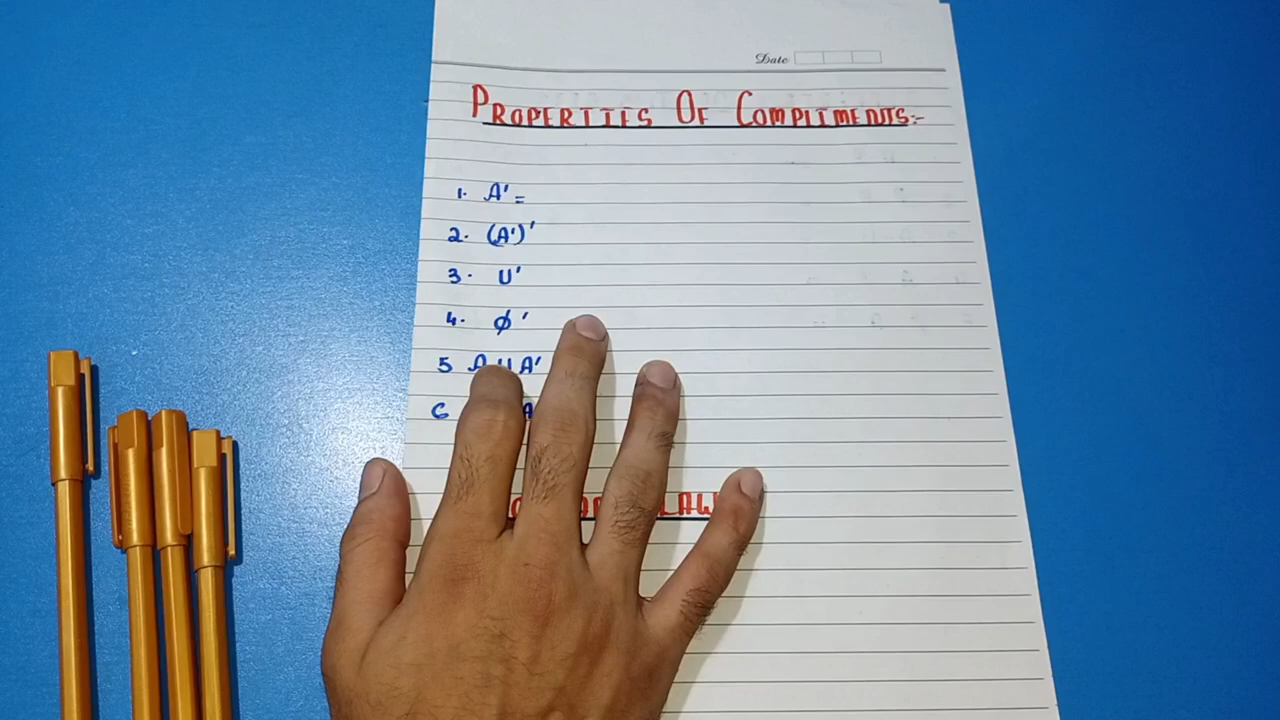 Date
PROPERTIES OF COMPLIMENTS:-
1. A' =
2. (A')'
3. U'
4. ϕ'
5 A U A'
6 A
LAW